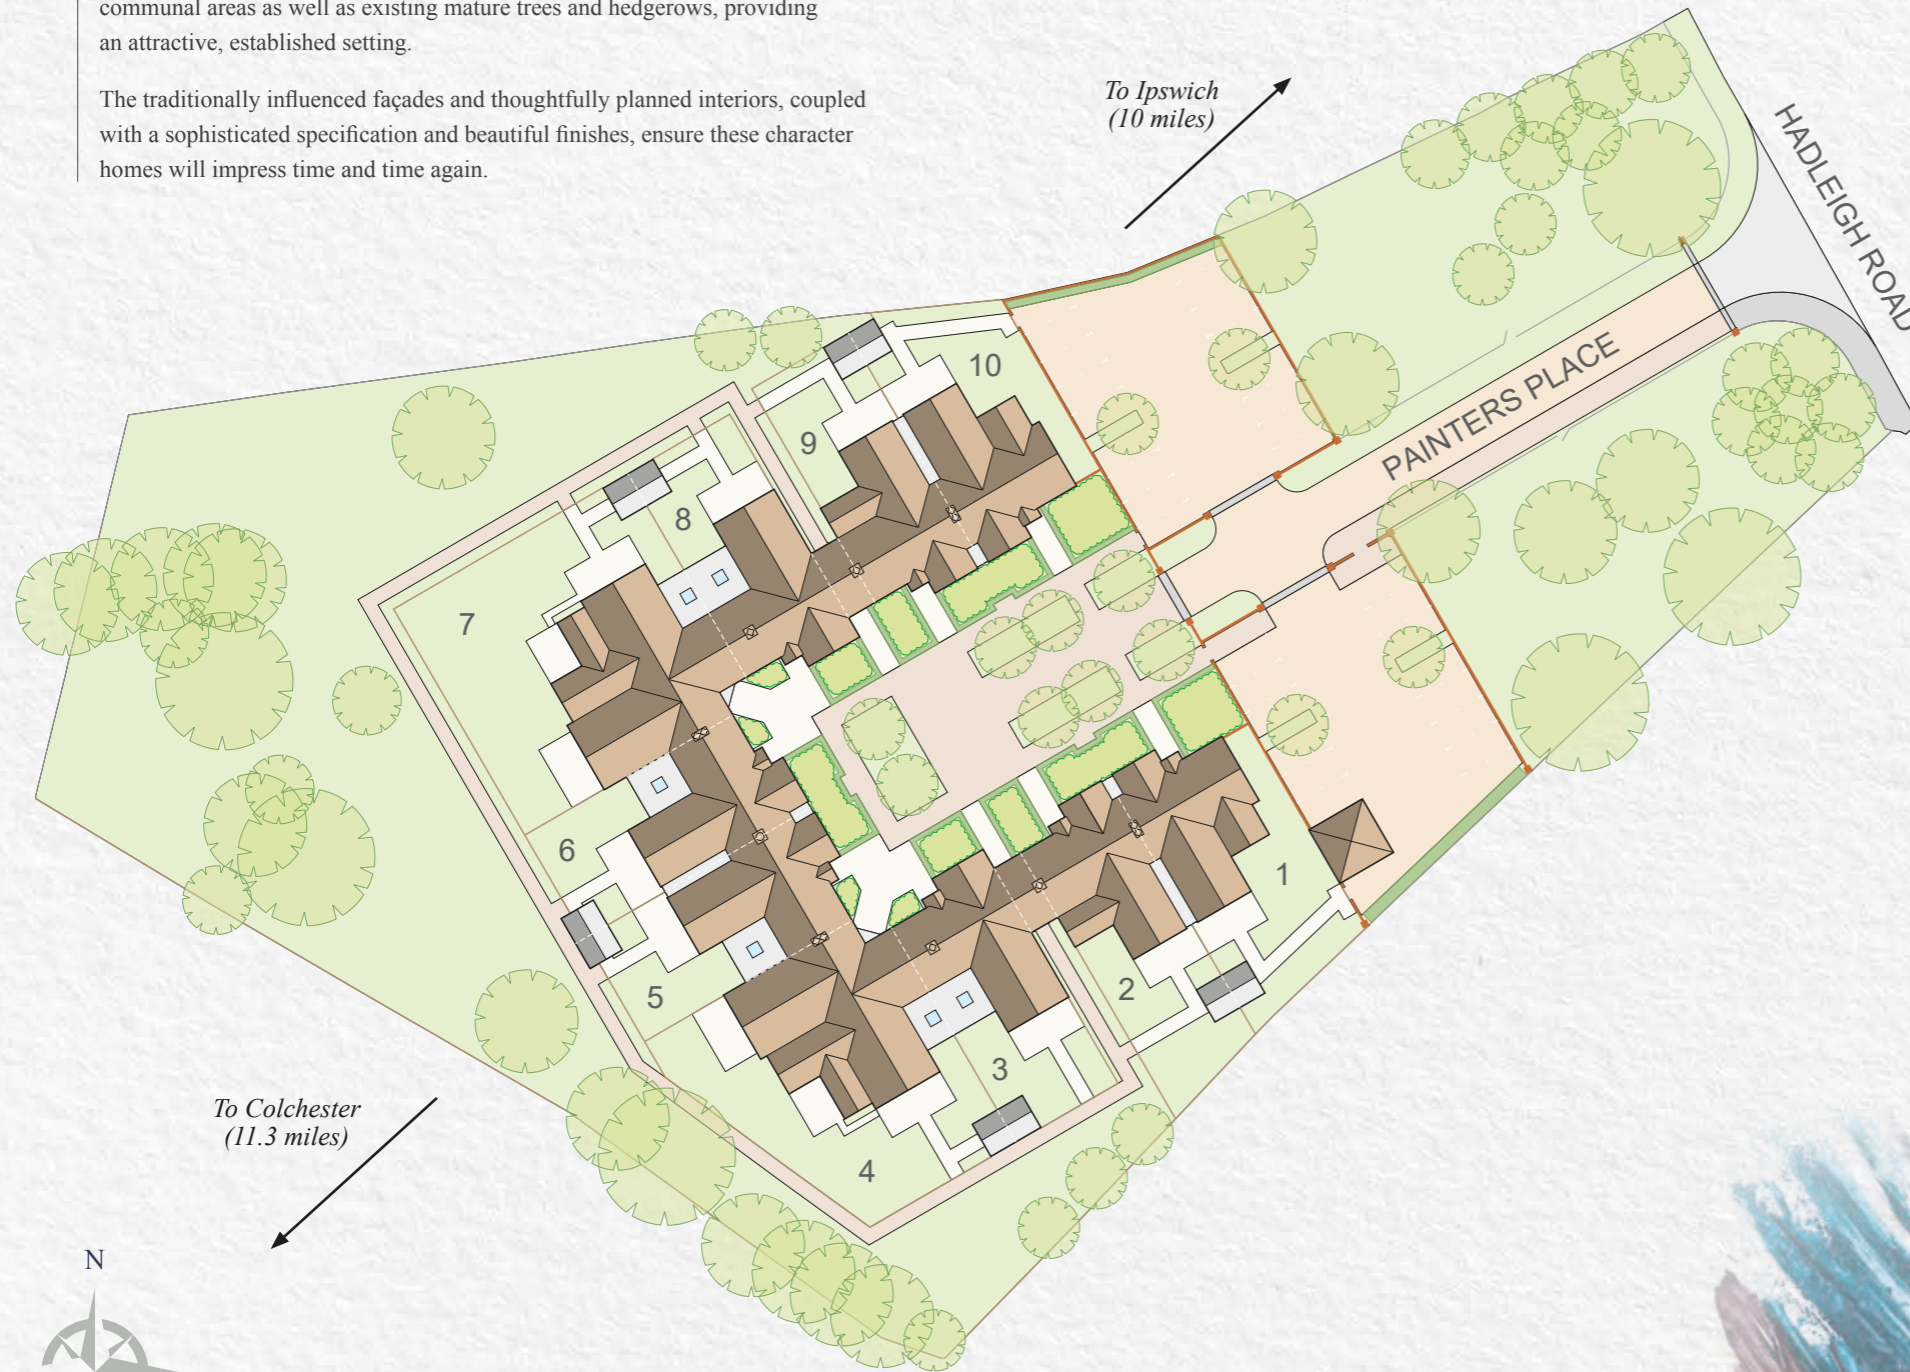 communal areas as well as existing mature trees and hedgerows, providing
an attractive, established setting.
The traditionally influenced façades and thoughtfully planned interiors, coupled
with a sophisticated specification and beautiful finishes, ensure these character
homes will impress time and time again.
To Ipswich
(10 miles)
HADLEIGH ROAD
PAINTERS PLACE
10
9
8
7
6
5
4
3
2
1
To Colchester
(11.3 miles)
N